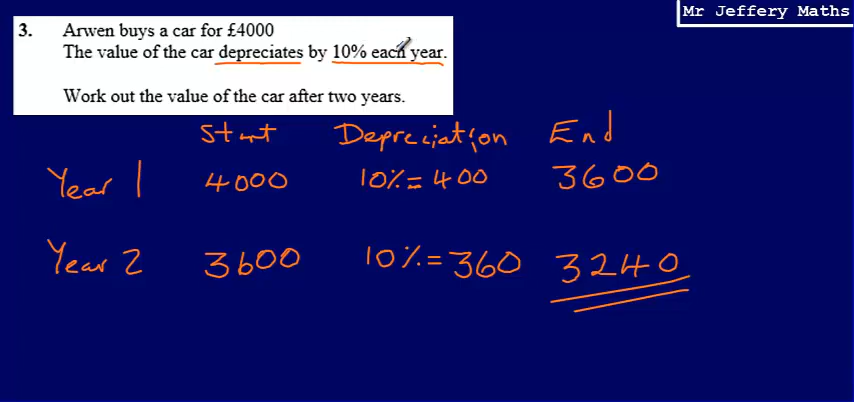 Mr Jeffery Maths
3. Arwen buys a car for £4000
The value of the car depreciates by 10% each year.
Work out the value of the car after two years.
Start Depreciation End
Year 1 4000 10%=400 3600
Year 2 3600 10%=360 3240